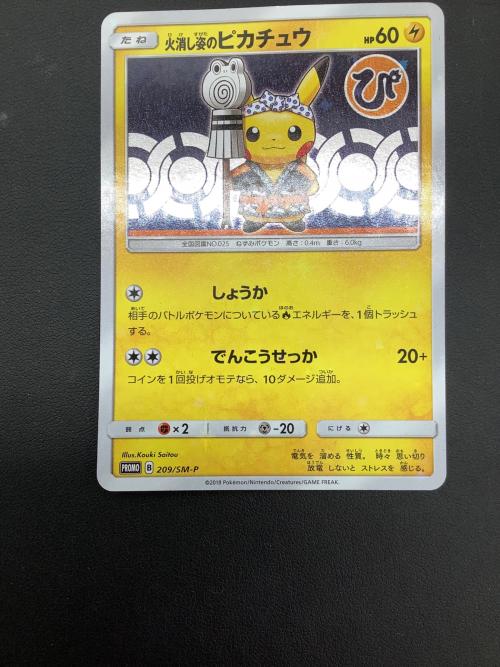 たね 火消し姿のピカチュウ HP60
ぴ
全国図鑑NO.025 ねずみポケモン 高さ:0.4m 重さ:6.0kg
しょうか
相手のバトルポケモンについているエネルギーを、1個トラッシュ
する。
でんこうせっか 20+
コインを1回投げオモテなら、10ダメージ追加。
弱点 ×2 抵抗力 -20 にげる
Illus.Kouki Saitou
電気を 溜める 性質。 時々 思い切り
放電 しないと ストレスを 感じる。
PROMO B 209/SM-P
©2018 Pokémon/Nintendo/Creatures/GAME FREAK.